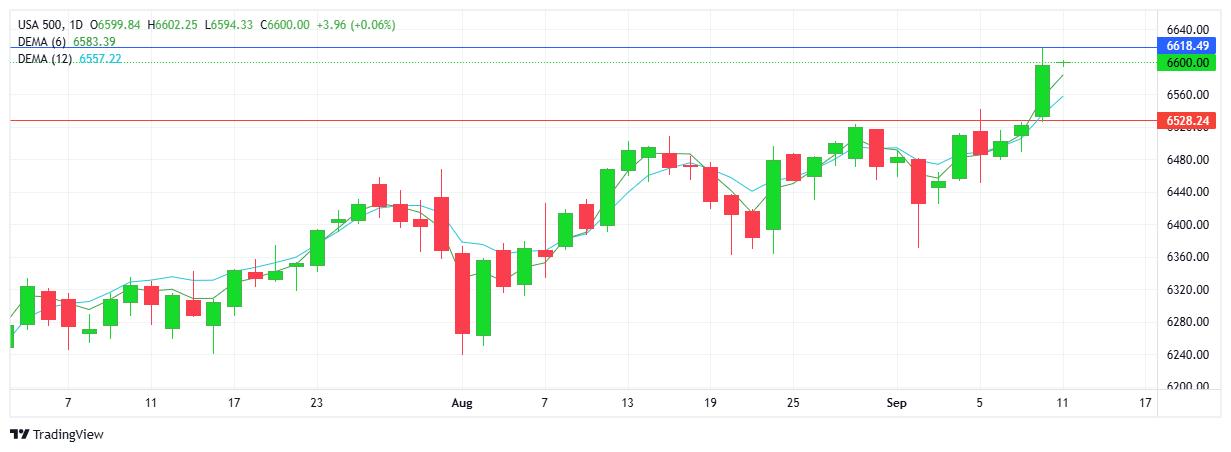 USA 500, 1D O6599.84 H6602.25 L6594.33 C6600.00 +3.96 (+0.06%)
DEMA (6) 6583.39
DEMA (12) 6557.22
6640.00
6618.49
6600.00
6560.00
6528.24
6520.00
6480.00
6440.00
6400.00
6360.00
6320.00
6280.00
6240.00
6200.00
7 11 17 23 Aug 7 13 19 25 Sep 5 11 17
TradingView